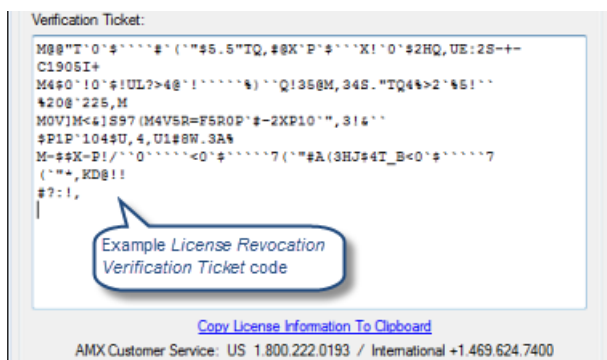 Verification Ticket:
M@@"T`0`$````#`(`"$5.5"TQ,#@X`P`$```X!`0`$2HQ,UE:2S-+-
C1905I+
M4$0`!0`$!UL?>4@`!`````%)``Q!35@M,34S."TQ4%>2`%5!``
%20@`225,M
M0V]M<&]S97(M4V5R=F5R0P`#-2XP10`",3!&``
$P1P`104$U,4,U1#8W.3A%
M-$$X-P!/``0`````<0`$`````7(`"#A(3HJ$4T_B<0`$`````7
(`"*,KD@!!
#?:!,
Example License Revocation
Verification Ticket code
Copy License Information To Clipboard
AMX Customer Service: US 1.800.222.0193 / International +1.469.624.7400